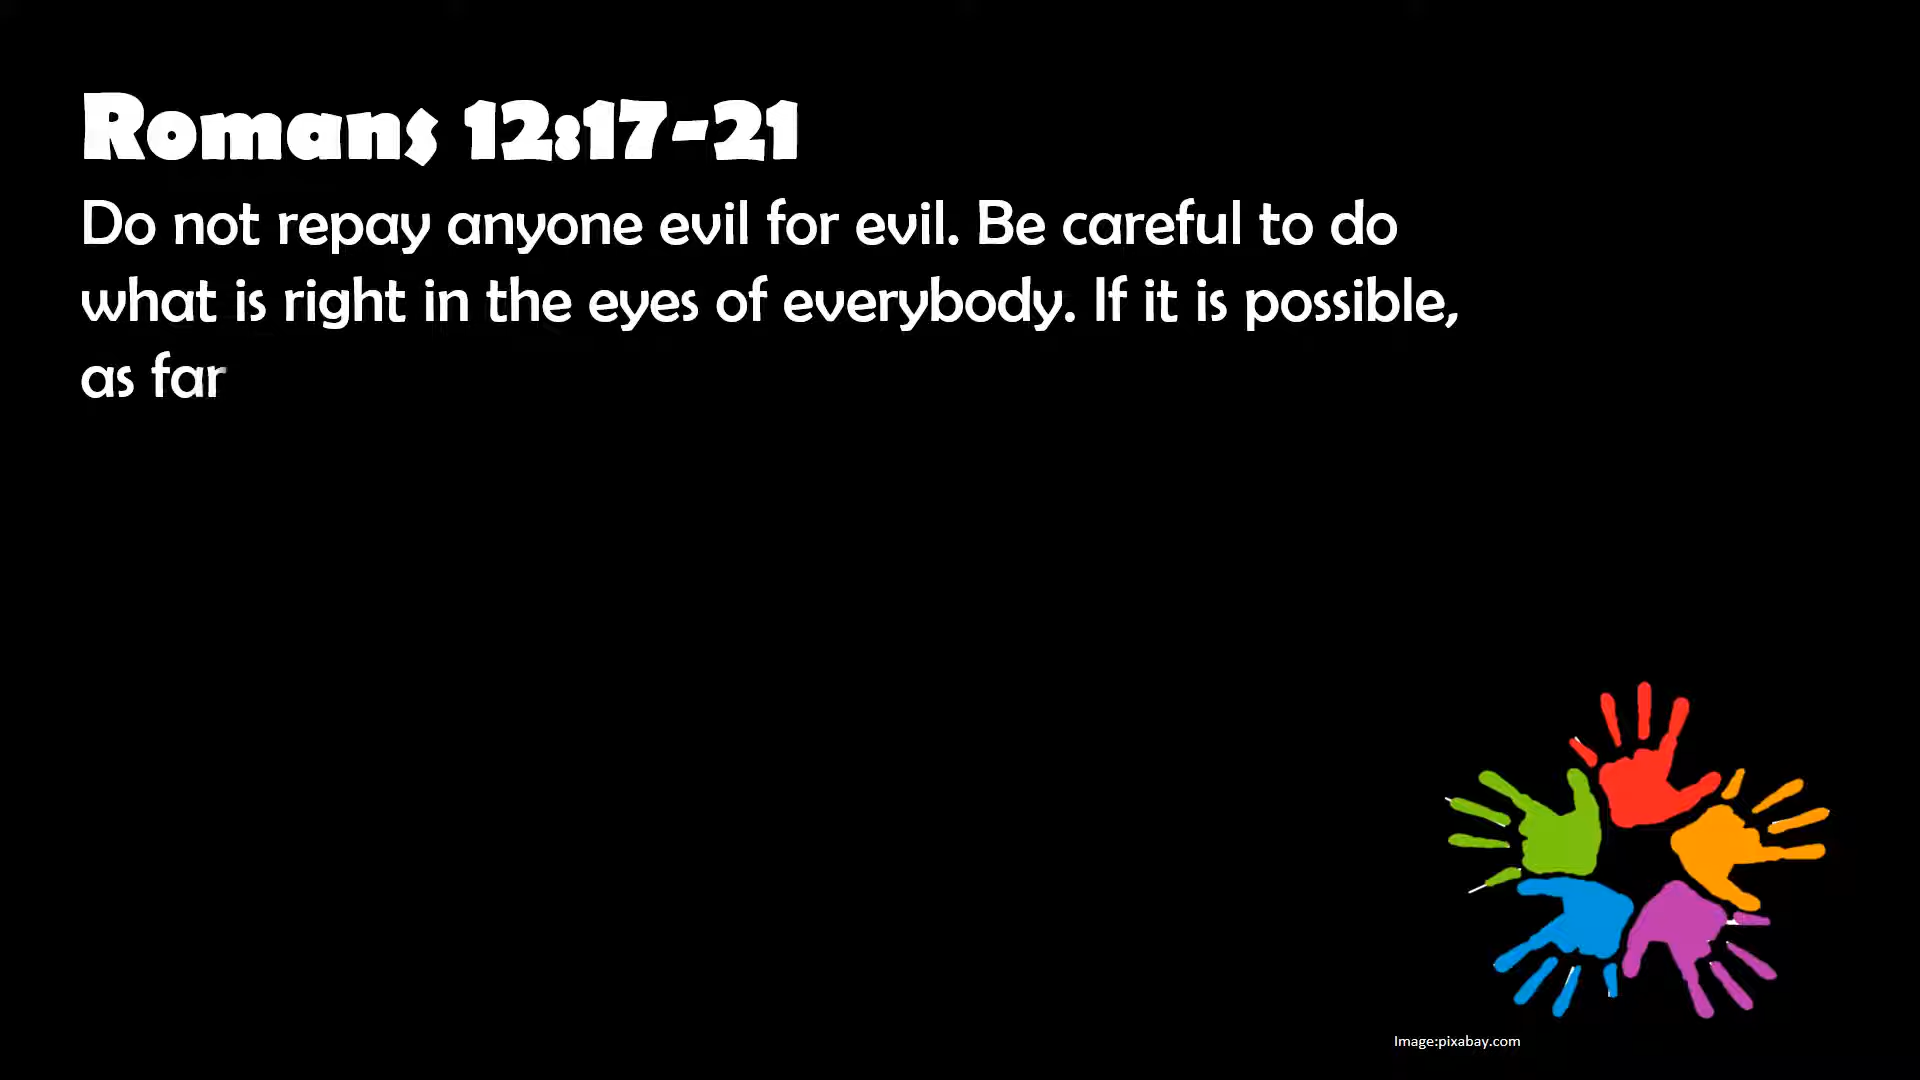 Romans 12:17-21
Do not repay anyone evil for evil. Be careful to do
what is right in the eyes of everybody. If it is possible,
as far
Image:pixabay.com